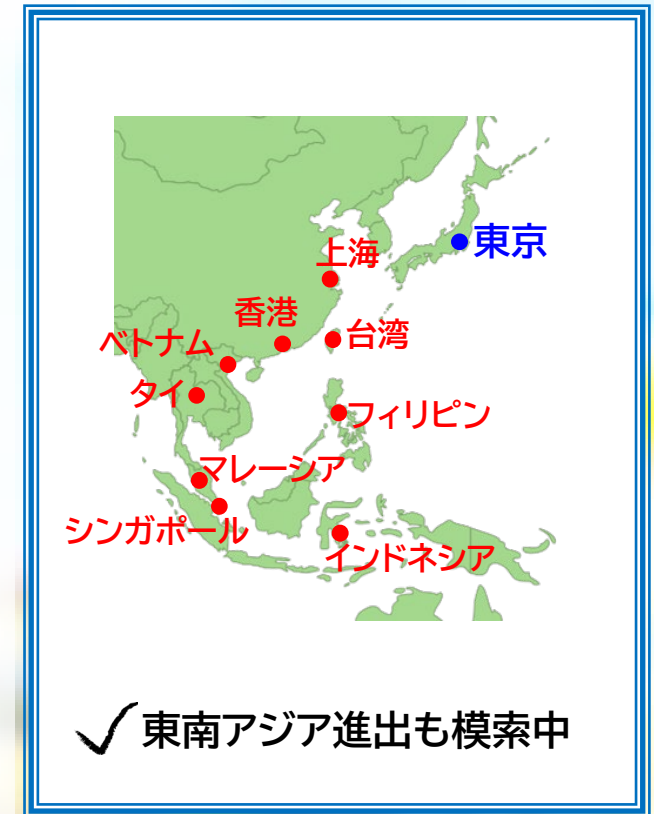 東京
上海
香港
台湾
ベトナム
タイ
フィリピン
マレーシア
シンガポール
インドネシア
東南アジア進出も模索中